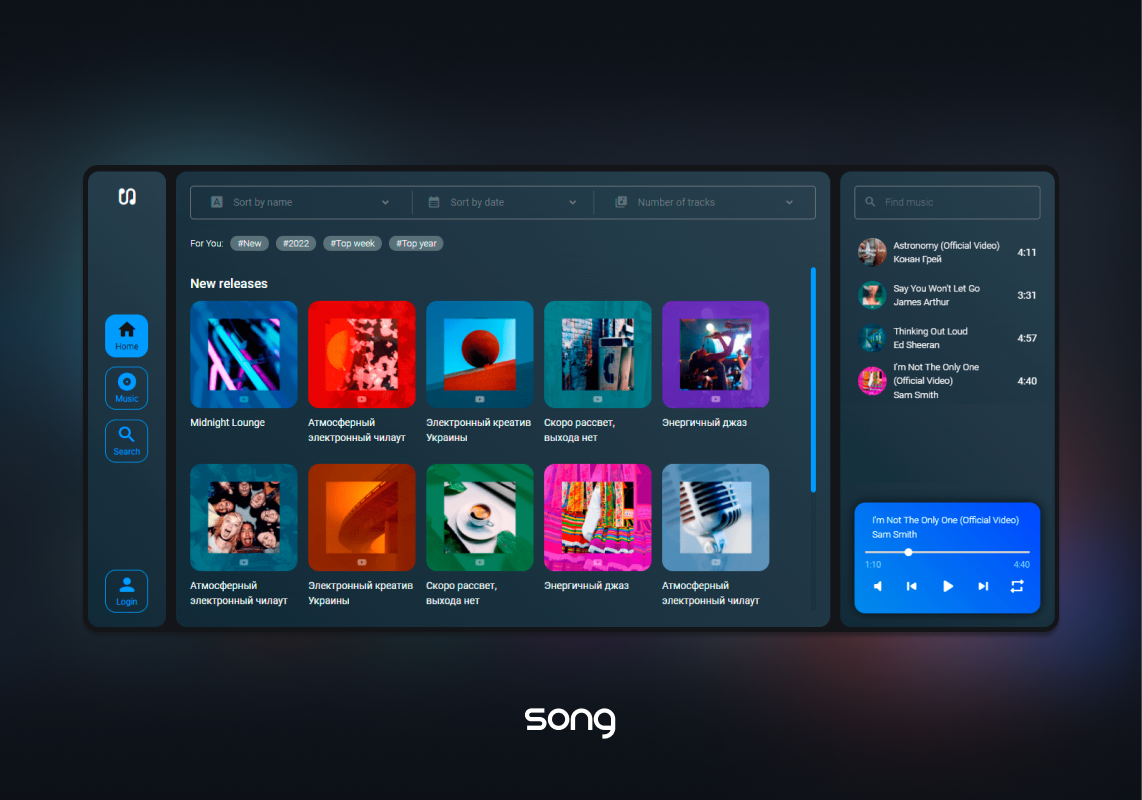 Sort by name
Sort by date
Number of tracks
For You:
#New
#2022
#Top week
#Top year
New releases
Midnight Lounge
Атмосферный
электронный чилаут
Электронный креатив
Украины
Скоро рассвет,
выхода нет
Энергичный джаз
Атмосферный
электронный чилаут
Электронный креатив
Украины
Скоро рассвет,
выхода нет
Энергичный джаз
Атмосферный
электронный чилаут
Home
Music
Search
Login
Find music
Astronomy (Official Video)
Конан Грей
4:11
Say You Won't Let Go
James Arthur
3:31
Thinking Out Loud
Ed Sheeran
4:57
I'm Not The Only One
(Official Video)
Sam Smith
4:40
I'm Not The Only One (Official Video)
Sam Smith
1:10
4:40
song